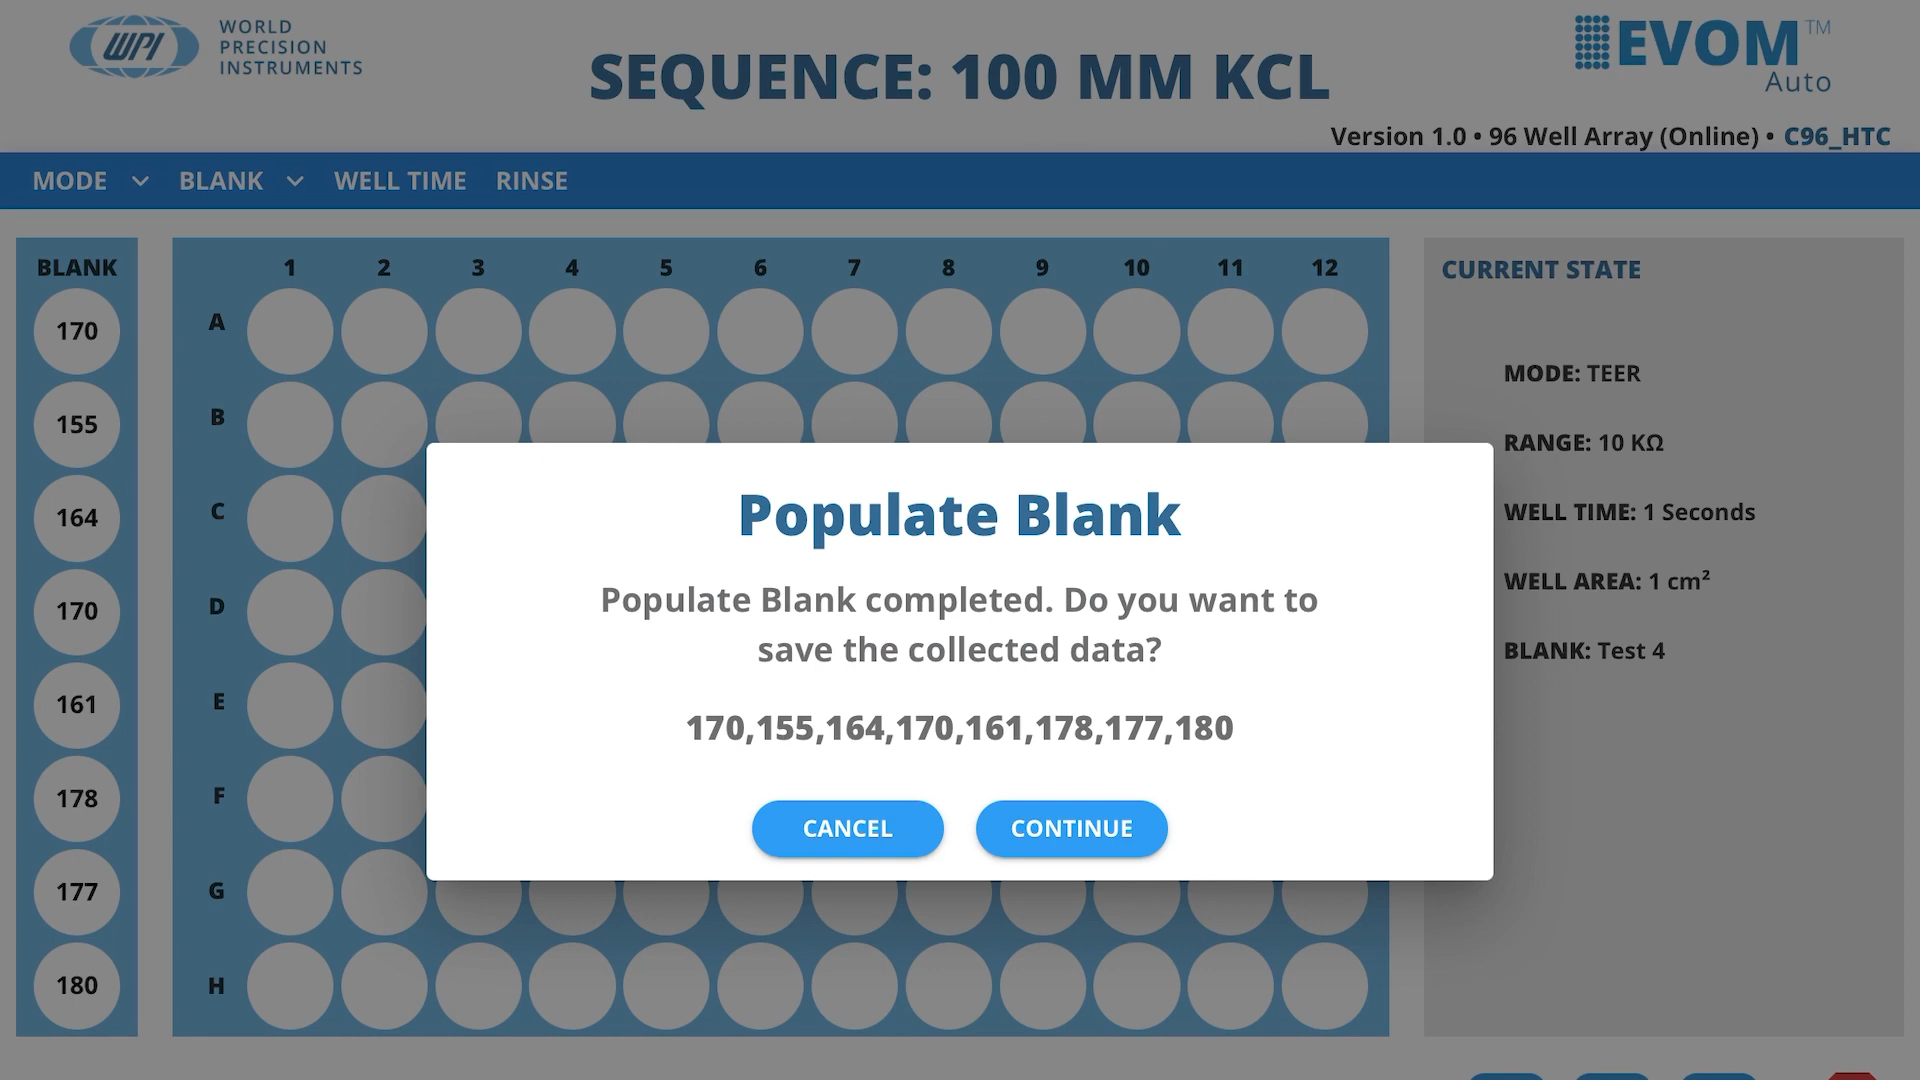 WPI
WORLD
PRECISION
INSTRUMENTS
SEQUENCE: 100 MM KCL
EVOM™
Auto
Version 1.0 • 96 Well Array (Online) • C96_HTC
MODE BLANK WELL TIME RINSE
BLANK
170
155
164
170
161
178
177
180
1 2 3 4 5 6 7 8 9 10 11 12
A
B
C
D
E
F
G
H
Populate Blank
Populate Blank completed. Do you want to
save the collected data?
170,155,164,170,161,178,177,180
CANCEL CONTINUE
CURRENT STATE
MODE: TEER
RANGE: 10 KΩ
WELL TIME: 1 Seconds
WELL AREA: 1 cm²
BLANK: Test 4